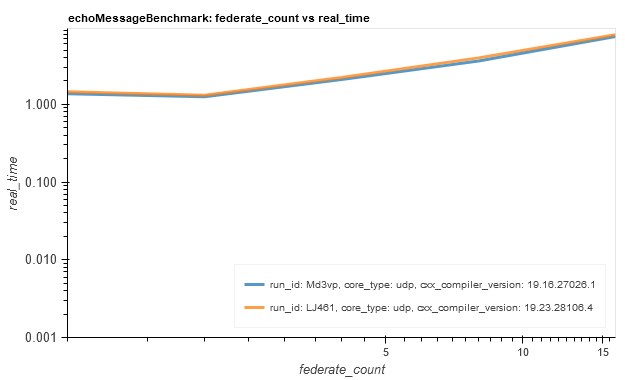 echoMessageBenchmark: federate_count vs real_time
real_time
1.000
0.100
0.010
0.001
run_id: Md3vp, core_type: udp, cxx_compiler_version: 19.16.27026.1
run_id: LJ461, core_type: udp, cxx_compiler_version: 19.23.28106.4
5
10
15
federate_count